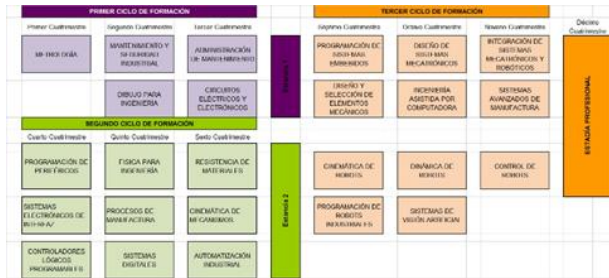 PRIMER CICLO DE FORMACIÓN
Primer Cuatrimestre
Segundo Cuatrimestre
Tercer Cuatrimestre
METROLOGÍA
MANTENIMIENTO Y
SEGURIDAD
INDUSTRIAL
ADMINISTRACIÓN
DE MANTENIMIENTO
DIBUJO PARA
INGENIERÍA
CIRCUITOS
ELÉCTRICOS Y
ELECTRÓNICOS
Estancia 1
SEGUNDO CICLO DE FORMACIÓN
Cuarto Cuatrimestre
Quinto Cuatrimestre
Sexto Cuatrimestre
PROGRAMACIÓN DE
PERIFÉRICOS
FISICA PARA
INGENIERÍA
RESISTENCIA DE
MATERIALES
SISTEMAS
ELECTRÓNICOS DE
INTERFAZ
PROCESOS DE
MANUFACTURA
CINEMÁTICA DE
MECANISMOS
CONTROLADORES
LÓGICOS
PROGRAMABLES
SISTEMAS
DIGITALES
AUTOMATIZACIÓN
INDUSTRIAL
Estancia 2
TERCER CICLO DE FORMACIÓN
Séptimo Cuatrimestre
Octavo Cuatrimestre
Noveno Cuatrimestre
Décimo
Cuatrimestre
PROGRAMACIÓN DE
SISTEMAS
EMBEBIDOS
DISEÑO DE
SISTEMAS
MECATRÓNICOS
INTEGRACIÓN DE
SISTEMAS
MECATRÓNICOS Y
ROBÓTICOS
DISEÑO Y
SELECCIÓN DE
ELEMENTOS
MECÁNICOS
INGENIERÍA
ASISTIDA POR
COMPUTADORA
SISTEMAS
AVANZADOS DE
MANUFACTURA
CINEMÁTICA DE
ROBOTS
DINÁMICA DE
ROBOTS
CONTROL DE
ROBOTS
PROGRAMACIÓN DE
ROBOTS
INDUSTRIALES
SISTEMAS DE
VISIÓN ARTIFICIAL
ESTADÍA PROFESIONAL